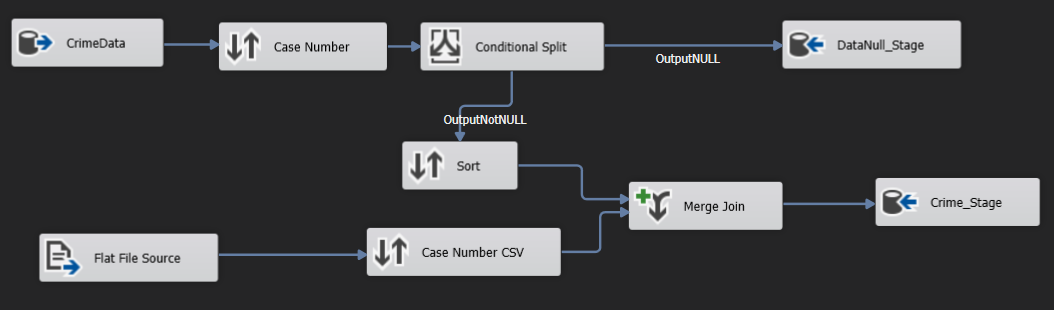 CrimeData
Case Number
Conditional Split
OutputNULL
DataNull_Stage
OutputNotNULL
Sort
Merge Join
Crime_Stage
Flat File Source
Case Number CSV